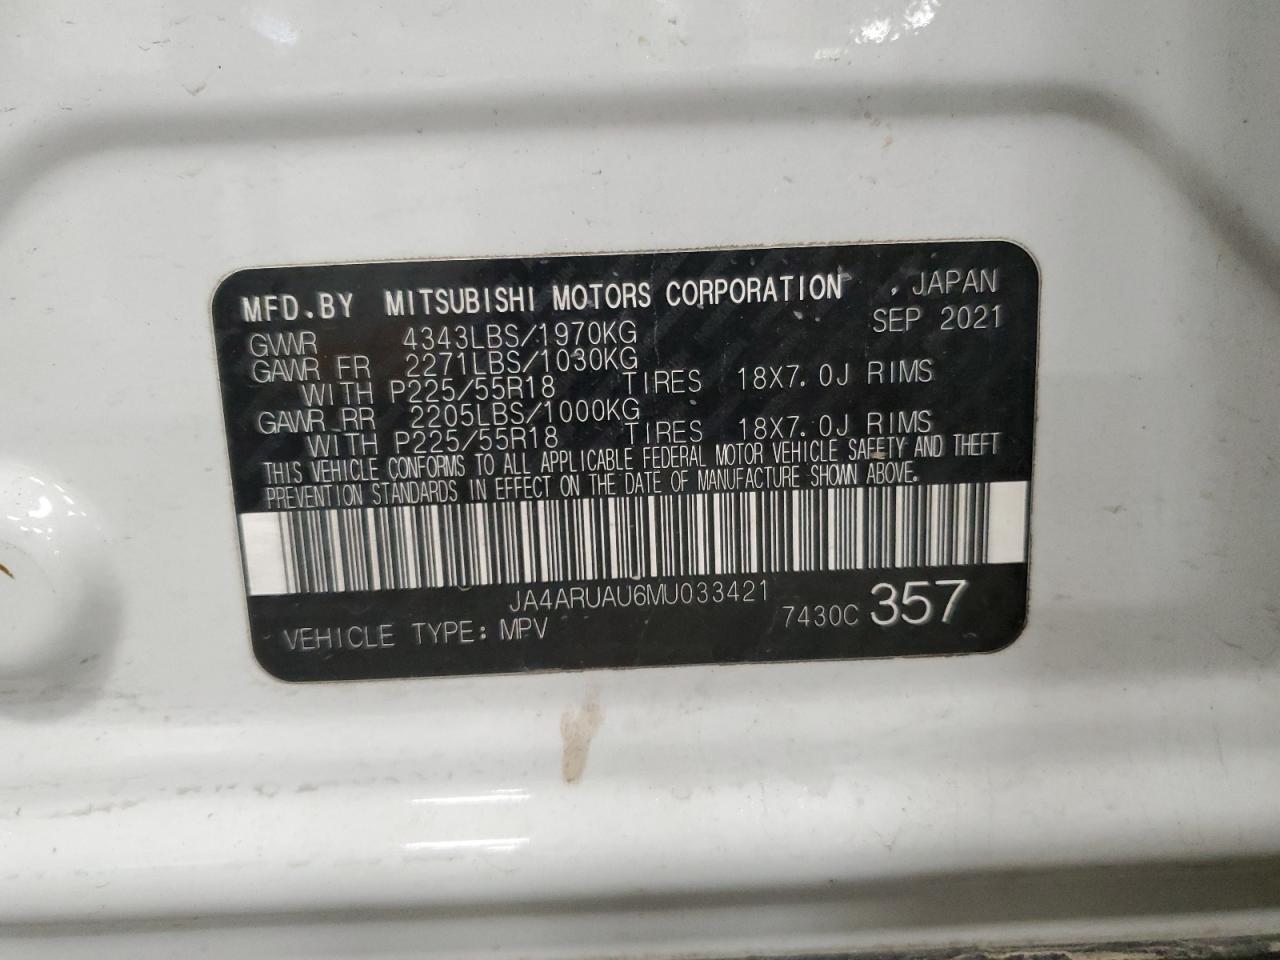 MFD.BY MITSUBISHI MOTORS CORPORATION, JAPAN
GVWR 4343LBS/1970KG SEP 2021
GAWR FR 2271LBS/1030KG
WITH P225/55R18 TIRES 18X7.0J RIMS
GAWR RR 2205LBS/1000KG
WITH P225/55R18 TIRES 18X7.0J RIMS
THIS VEHICLE CONFORMS TO ALL APPLICABLE FEDERAL MOTOR VEHICLE SAFETY AND THEFT
PREVENTION STANDARDS IN EFFECT ON THE DATE OF MANUFACTURE SHOWN ABOVE.
JA4ARUAU6MU033421
VEHICLE TYPE: MPV 7430C 357